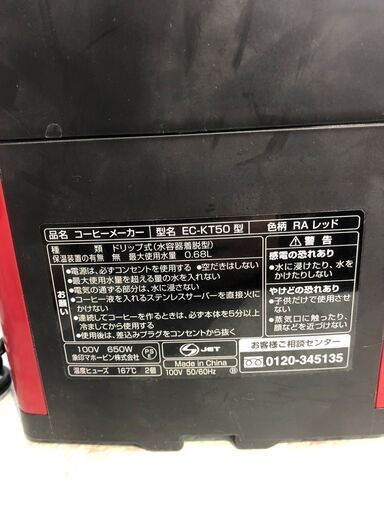 品名 コーヒーメーカー 型名 EC-KT50型 色柄 RA レッド
種類 ドリップ式(水容器着脱型)
保温装置の有無 無 最大使用水量 0.68L
お願い
●電源は、必ずコンセントを使用する ●空だきはしない
●最大使用水量を超える量の水を入れない
●電気の通ずる部分は、水に浸さない
●コーヒー液を入れるステンレスサーバーを直接火に
かけない
●連続してコーヒーを作るときは、必ず本体を5分以上
冷ましてから使用する
●使用後は、差込みプラグをコンセントから抜く
警告
感電の恐れあり
●水に浸けたり、水を
かけたりしない
やけどの恐れあり
●子供だけで使用させ
ない
●蒸気口に触ったり、
顔などを近づけない
100V 650W
象印マホービン株式会社
PS E
温度ヒューズ 167℃ 2個
S JET
Made in China
100V 50/60Hz B
お客様ご相談センター
0120-345135